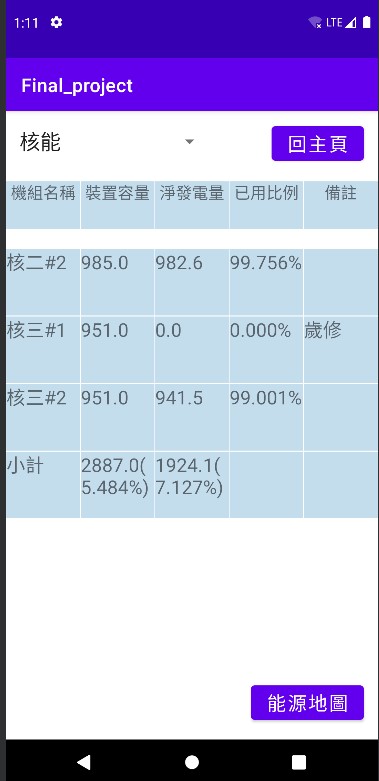 1:11 LTE
Final_project
核能 回主頁
機組名稱 裝置容量 淨發電量 已用比例 備註
核二#2 985.0 982.6 99.756%
核三#1 951.0 0.0 0.000% 歲修
核三#2 951.0 941.5 99.001%
小計 2887.0( 1924.1(
5.484%) 7.127%)
能源地圖